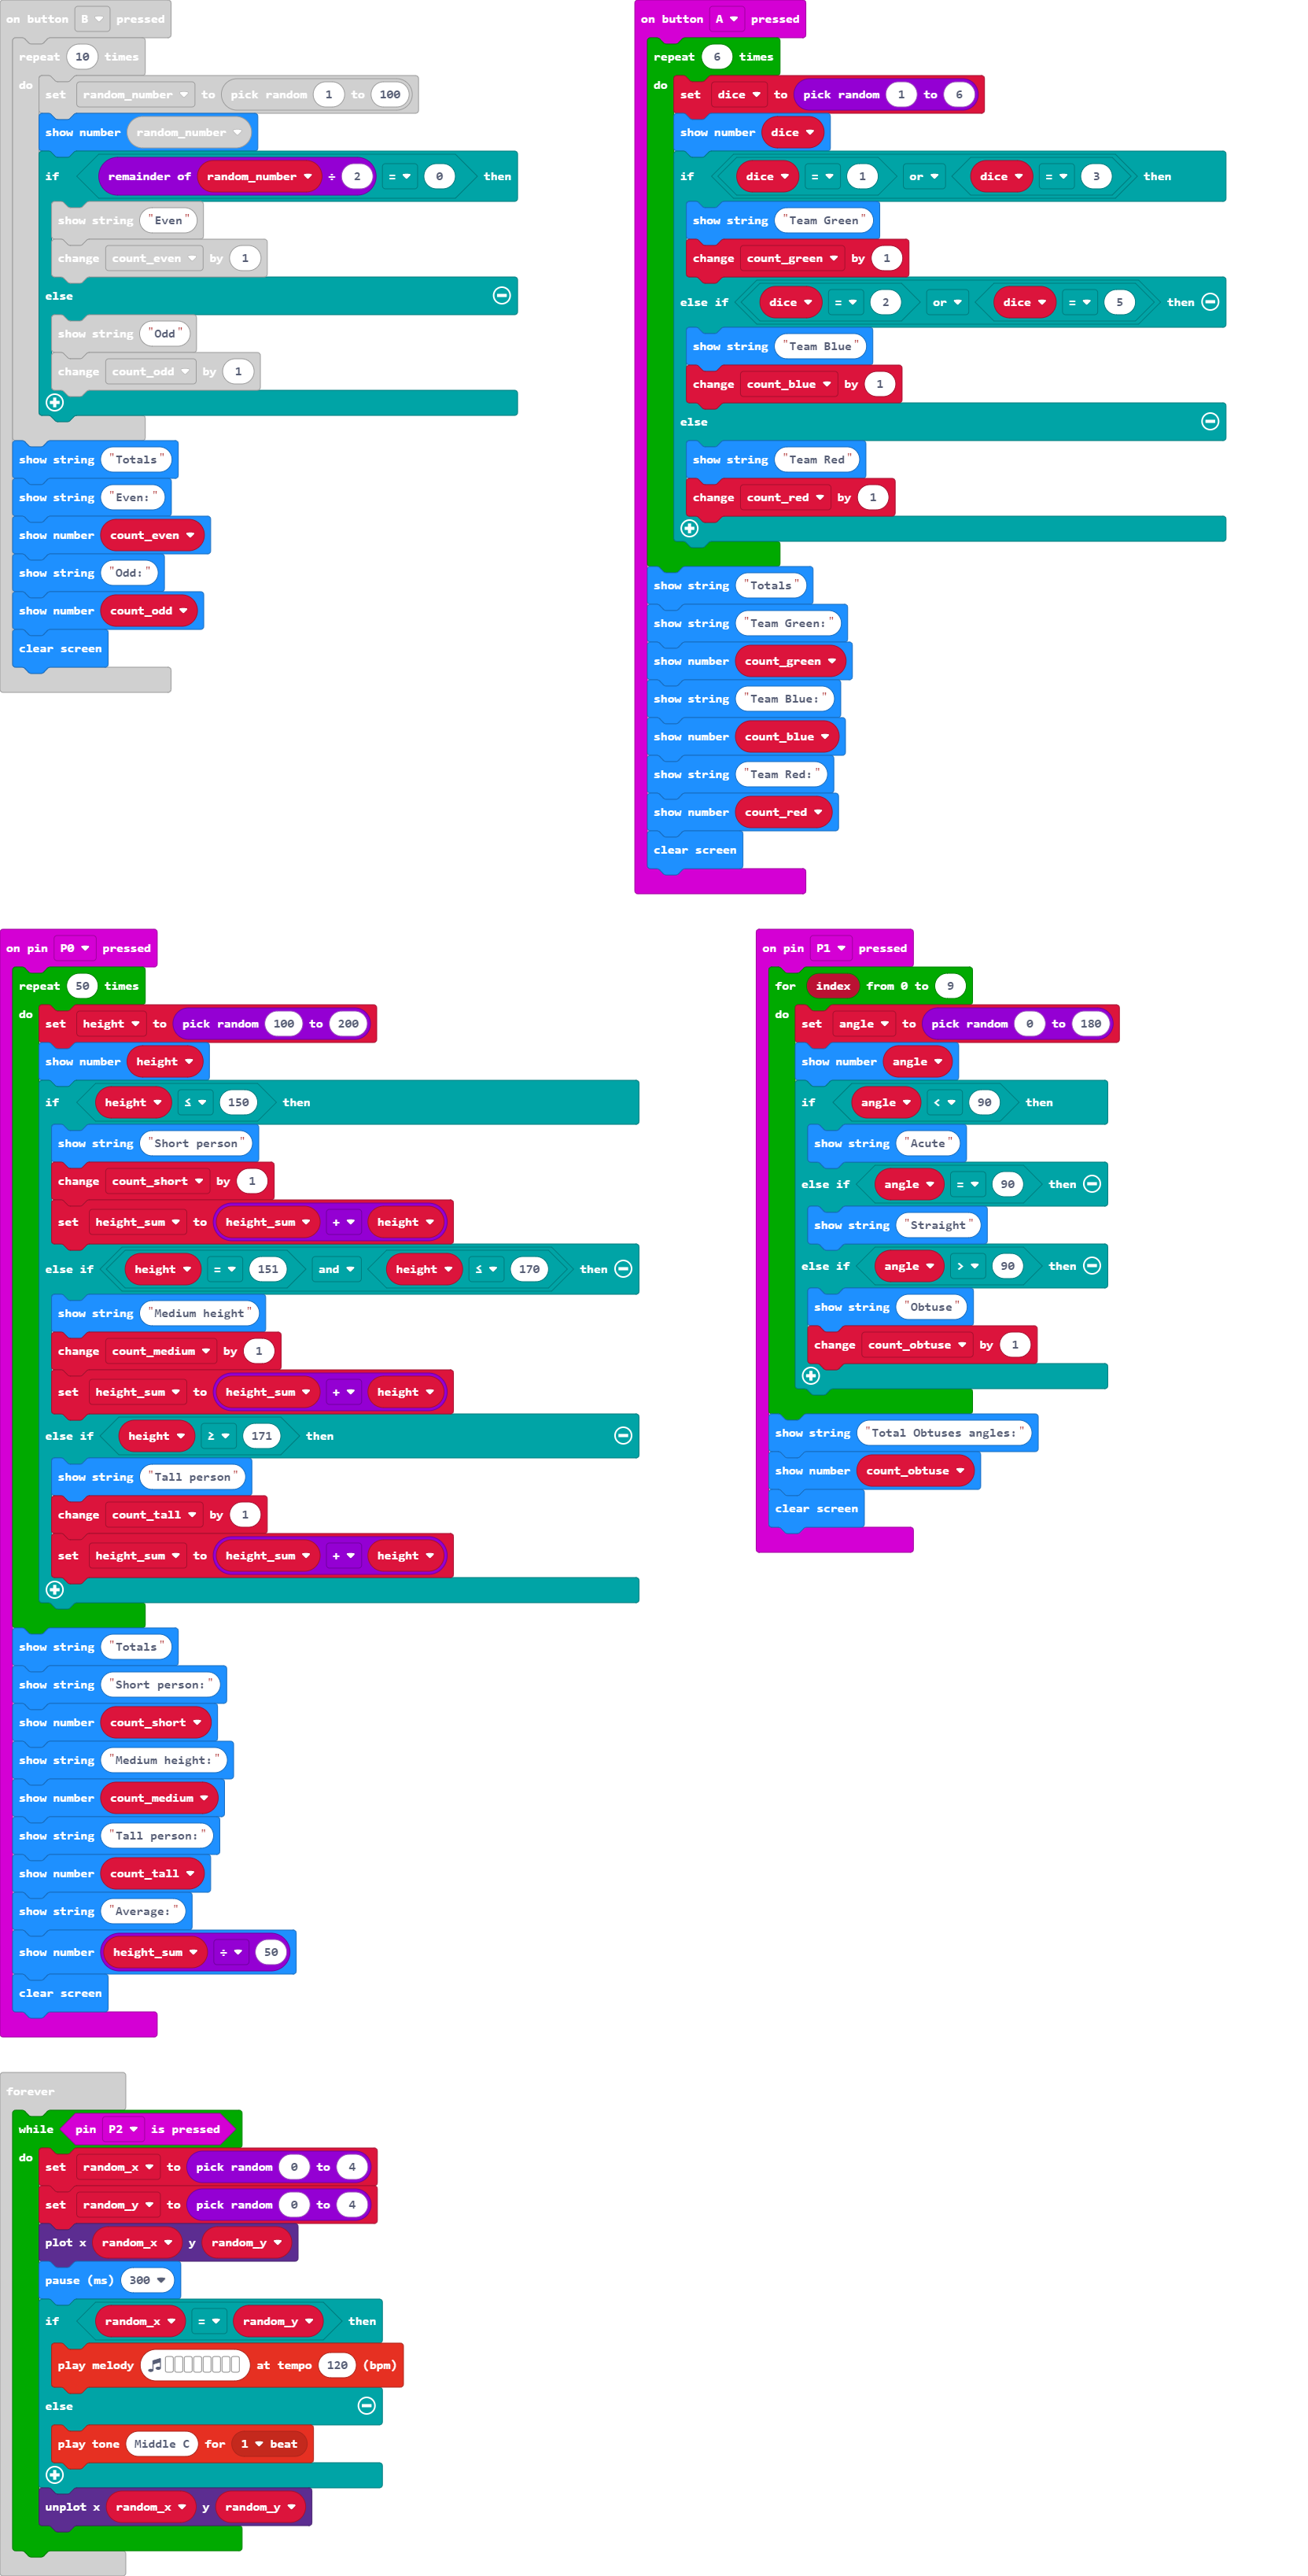 on button B pressed
repeat 10 times
do
set random_number to pick random 1 to 100
show number random_number
if remainder of random_number ÷ 2 = 0 then
show string "Even"
change count_even by 1
else
show string "Odd"
change count_odd by 1
show string "Totals"
show string "Even:"
show number count_even
show string "Odd:"
show number count_odd
clear screen
on button A pressed
repeat 6 times
do
set dice to pick random 1 to 6
show number dice
if dice = 1 or dice = 3 then
show string "Team Green"
change count_green by 1
else if dice = 2 or dice = 5 then
show string "Team Blue"
change count_blue by 1
else
show string "Team Red"
change count_red by 1
show string "Totals"
show string "Team Green:"
show number count_green
show string "Team Blue:"
show number count_blue
show string "Team Red:"
show number count_red
clear screen
on pin P0 pressed
repeat 50 times
do
set height to pick random 100 to 200
show number height
if height ≤ 150 then
show string "Short person"
change count_short by 1
set height_sum to height_sum + height
else if height = 151 and height ≤ 170 then
show string "Medium height"
change count_medium by 1
set height_sum to height_sum + height
else if height ≥ 171 then
show string "Tall person"
change count_tall by 1
set height_sum to height_sum + height
show string "Totals"
show string "Short person:"
show number count_short
show string "Medium height:"
show number count_medium
show string "Tall person:"
show number count_tall
show string "Average:"
show number height_sum ÷ 50
clear screen
on pin P1 pressed
for index from 0 to 9
do
set angle to pick random 0 to 180
show number angle
if angle < 90 then
show string "Acute"
else if angle = 90 then
show string "Straight"
else if angle > 90 then
show string "Obtuse"
change count_obtuse by 1
show string "Total Obtuses angles:"
show number count_obtuse
clear screen
forever
while pin P2 is pressed
do
set random_x to pick random 0 to 4
set random_y to pick random 0 to 4
plot x random_x y random_y
pause (ms) 300
if random_x = random_y then
play melody at tempo 120 (bpm)
else
play tone Middle C for 1 beat
unplot x random_x y random_y